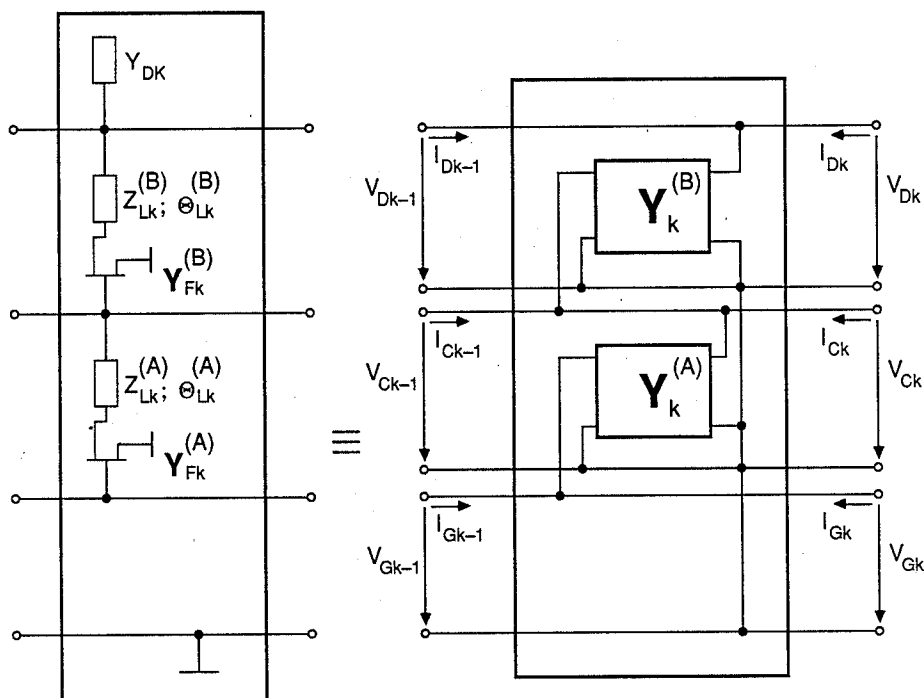 Y_DK
Z_Lk^(B); Θ_Lk^(B)
Y_Fk^(B)
Z_Lk^(A); Θ_Lk^(A)
Y_Fk^(A)
≡
I_Dk–1
I_Dk
V_Dk–1
Y_k^(B)
V_Dk
I_Ck–1
I_Ck
V_Ck–1
Y_k^(A)
V_Ck
I_Gk–1
I_Gk
V_Gk–1
V_Gk